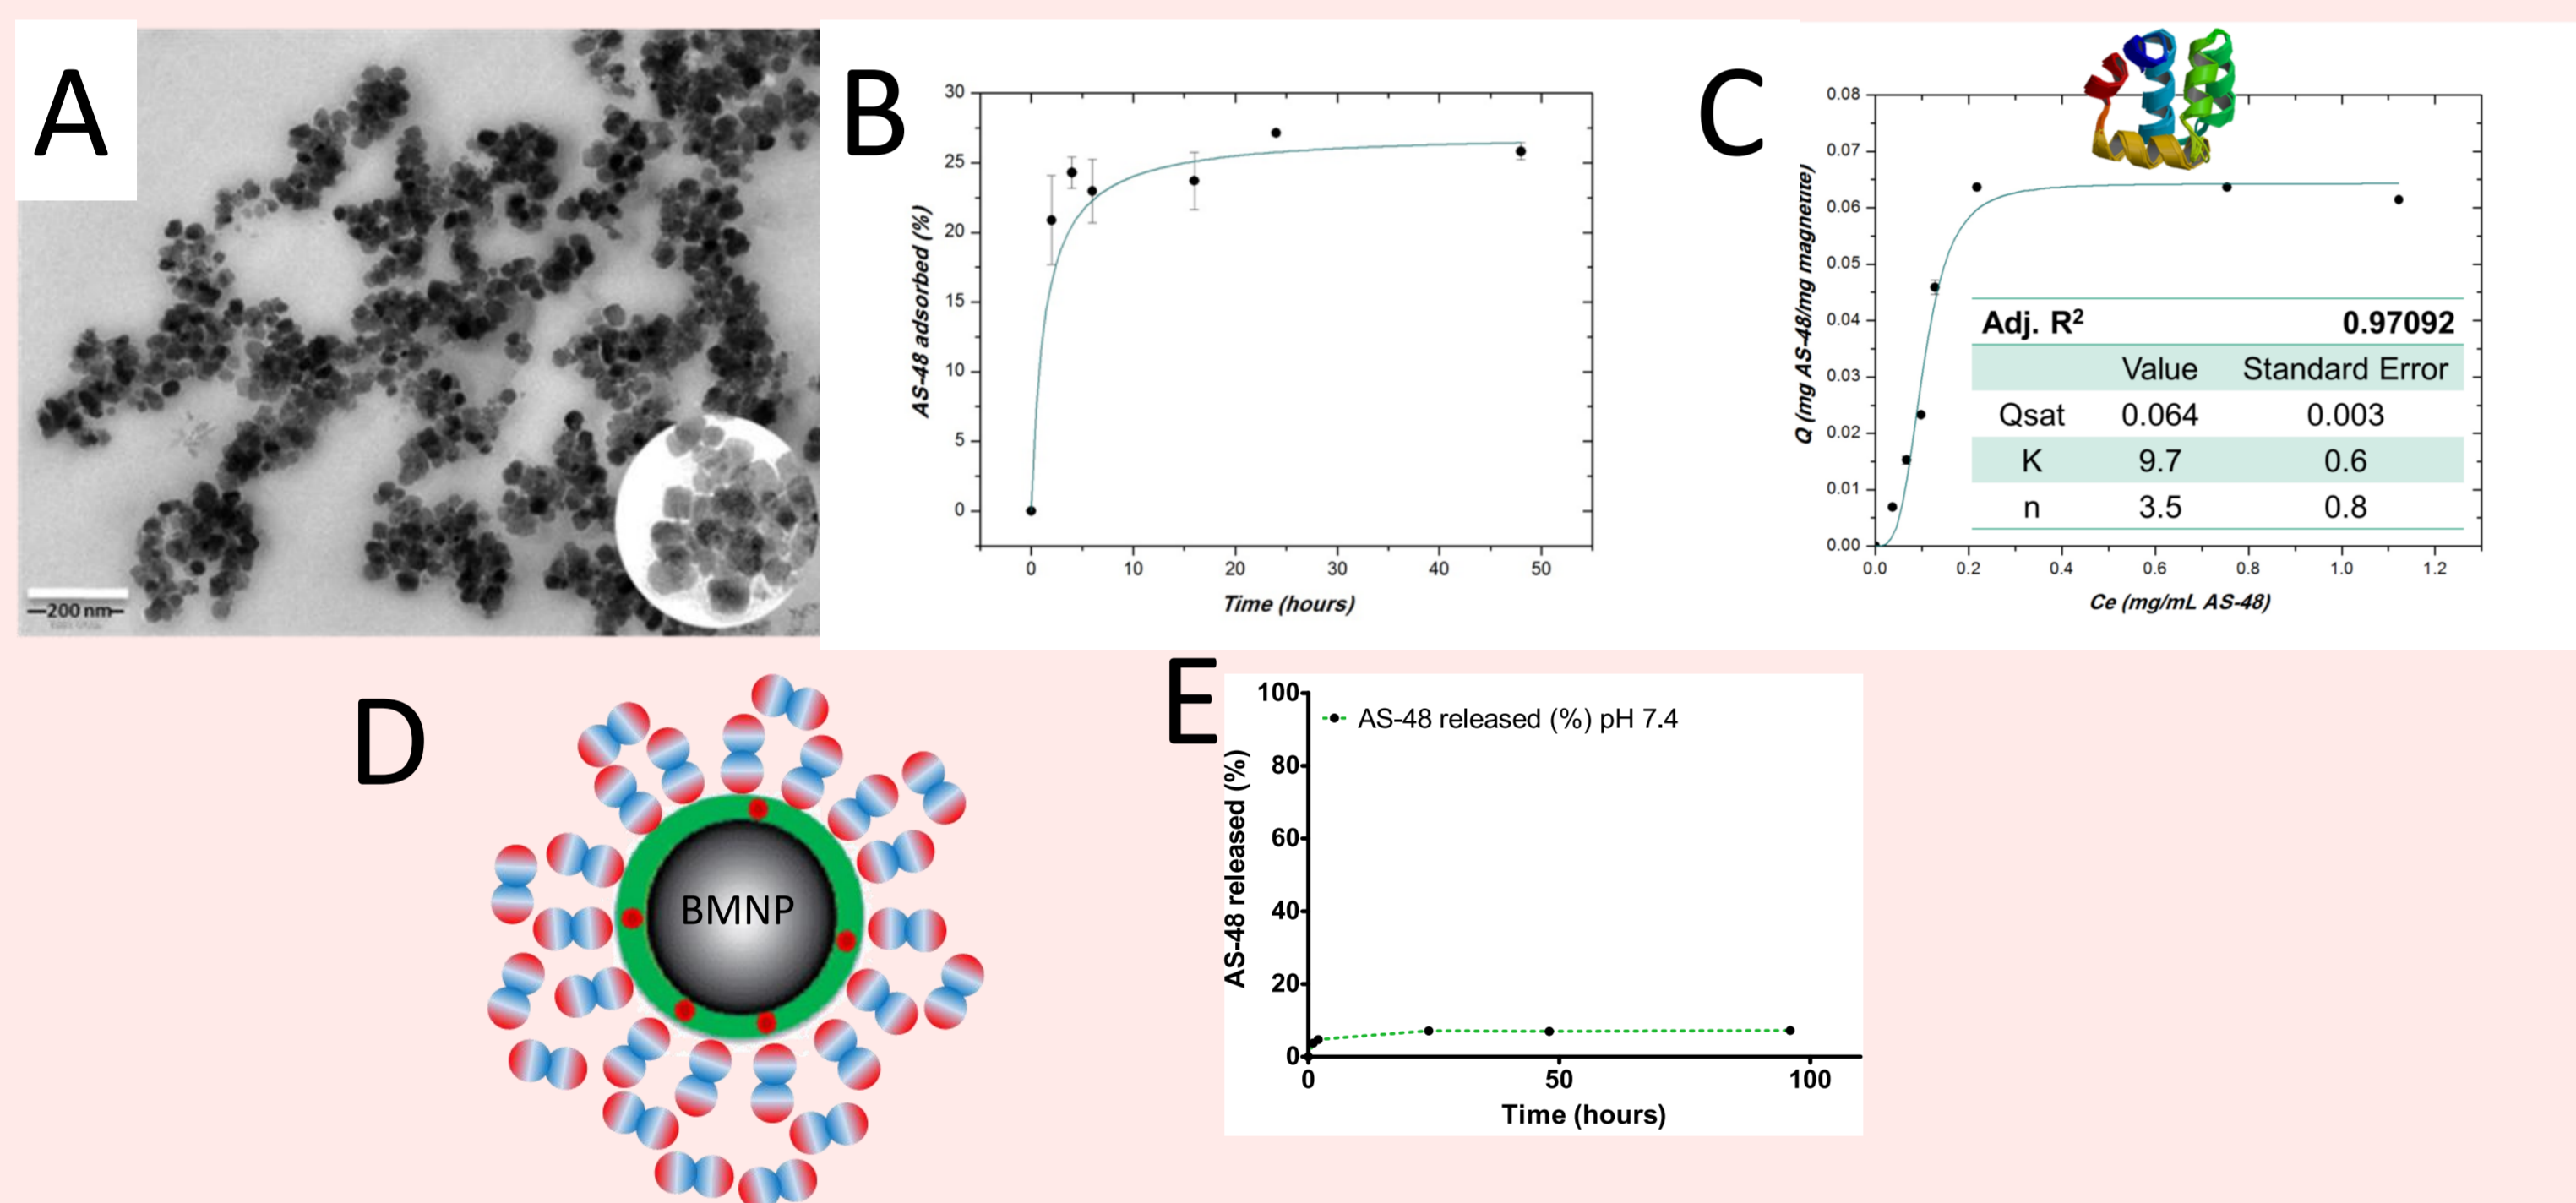 A
200 nm
B
30
25
20
15
10
5
0
AS-48 adsorbed (%)
0 10 20 30 40 50
Time (hours)
C
0.08
0.07
0.06
0.05
0.04
0.03
0.02
0.01
0.00
Q (mg AS-48/mg magnetite)
Adj. R² 0.97092
Value Standard Error
Qsat 0.064 0.003
K 9.7 0.6
n 3.5 0.8
0.0 0.2 0.4 0.6 0.8 1.0 1.2
Ce (mg/mL AS-48)
D
BMNP
E
100
80
60
40
20
0
AS-48 released (%) pH 7.4
AS-48 released (%)
0 50 100
Time (hours)